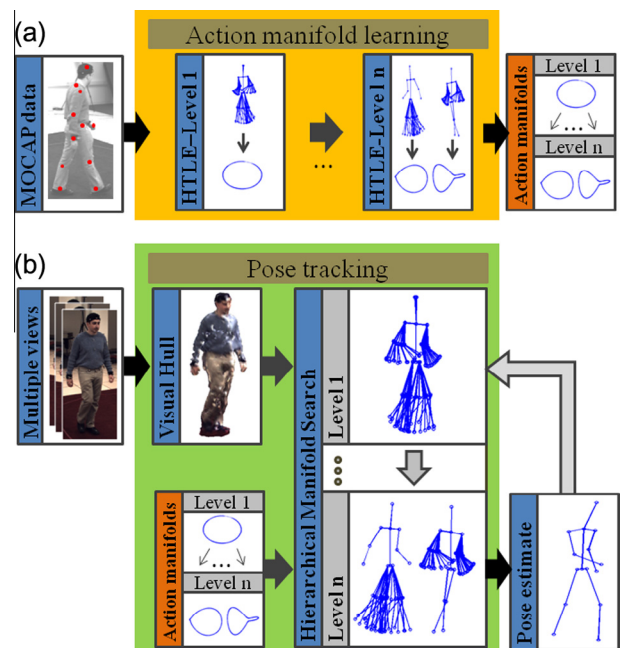 (a)
Action manifold learning
MOCAP data
HTLE-Level 1
...
HTLE-Level n
Action manifolds
Level 1
...
Level n
(b)
Pose tracking
Multiple views
Visual Hull
Hierarchical Manifold Search
Level 1
Level n
Action manifolds
Level 1
...
Level n
Pose estimate